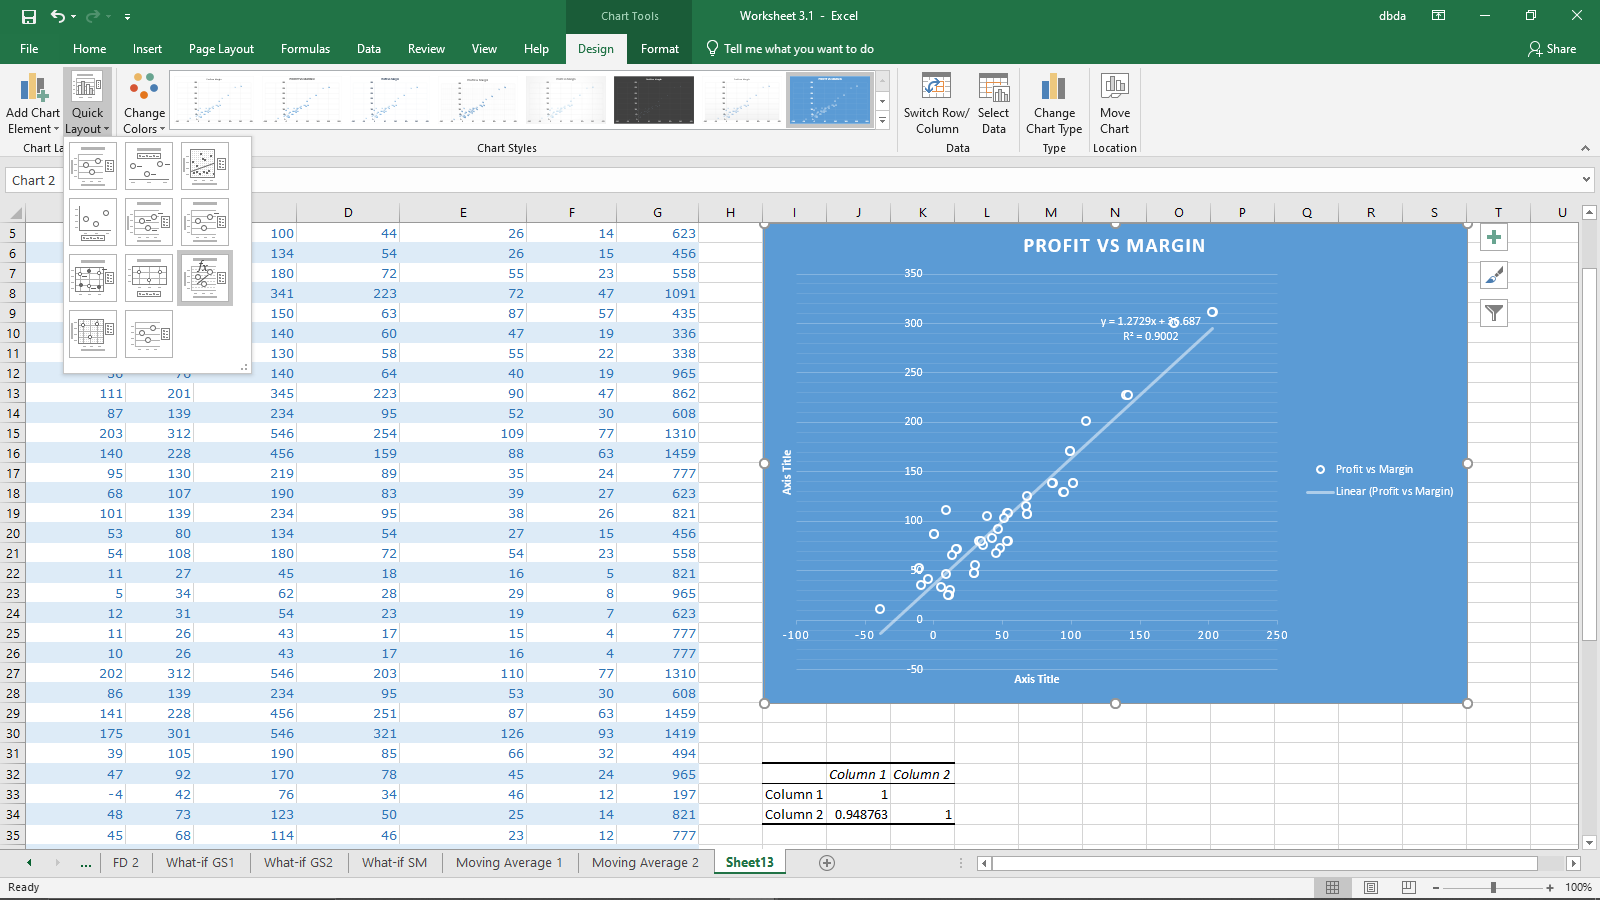 Chart Tools
Worksheet 3.1 - Excel
dbda
File Home Insert Page Layout Formulas Data Review View Help Design Format Tell me what you want to do Share
Add Chart Element
Quick Layout
Change Colors
Switch Row/ Column
Select Data
Change Chart Type
Move Chart
Chart La
Chart Styles
Data
Type
Location
Chart 2
D E F G H I J K L M N O P Q R S T U
5 100 44 26 14 623
6 134 54 26 15 456
7 180 72 55 23 558
8 341 223 72 47 1091
9 150 63 87 57 435
10 140 60 47 19 336
11 130 58 55 22 338
12 140 64 40 19 965
13 111 201 345 223 90 47 862
14 87 139 234 95 52 30 608
15 203 312 546 254 109 77 1310
16 140 228 456 159 88 63 1459
17 95 130 219 89 35 24 777
18 68 107 190 83 39 27 623
19 101 139 234 95 38 26 821
20 53 80 134 54 27 15 456
21 54 108 180 72 54 23 558
22 11 27 45 18 16 5 821
23 5 34 62 28 29 8 965
24 12 31 54 23 19 7 623
25 11 26 43 17 15 4 777
26 10 26 43 17 16 4 777
27 202 312 546 203 110 77 1310
28 86 139 234 95 53 30 608
29 141 228 456 251 87 63 1459
30 175 301 546 321 126 93 1419
31 39 105 190 85 66 32 494
32 47 92 170 78 45 24 965
33 -4 42 76 34 46 12 197
34 48 73 123 50 25 14 821
35 45 68 114 46 23 12 777
PROFIT VS MARGIN
350
300
250
200
150
100
50
0
-50
-100 -50 0 50 100 150 200 250
y = 1.2729x + 36.687
R² = 0.9002
Axis Title
Axis Title
Profit vs Margin
Linear (Profit vs Margin)
Column 1 Column 2
Column 1 1
Column 2 0.948763 1
... FD 2 What-if GS1 What-if GS2 What-if SM Moving Average 1 Moving Average 2 Sheet13
Ready
100%